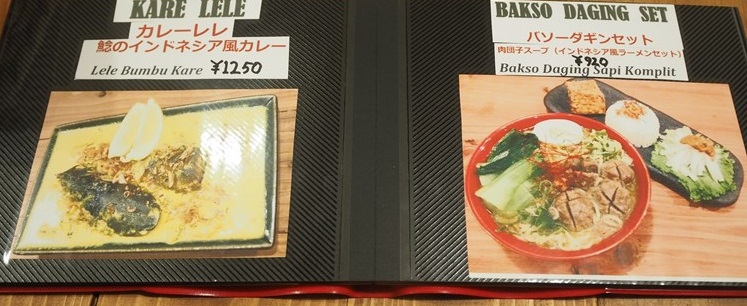 KARE LELE
カレーレレ
鯰のインドネシア風カレー
Lele Bumbu Kare ¥1250
BAKSO DAGING SET
バソーダギンセット
肉団子スープ(インドネシア風ラーメンセット)
¥920
Bakso Daging Sapi Komplit